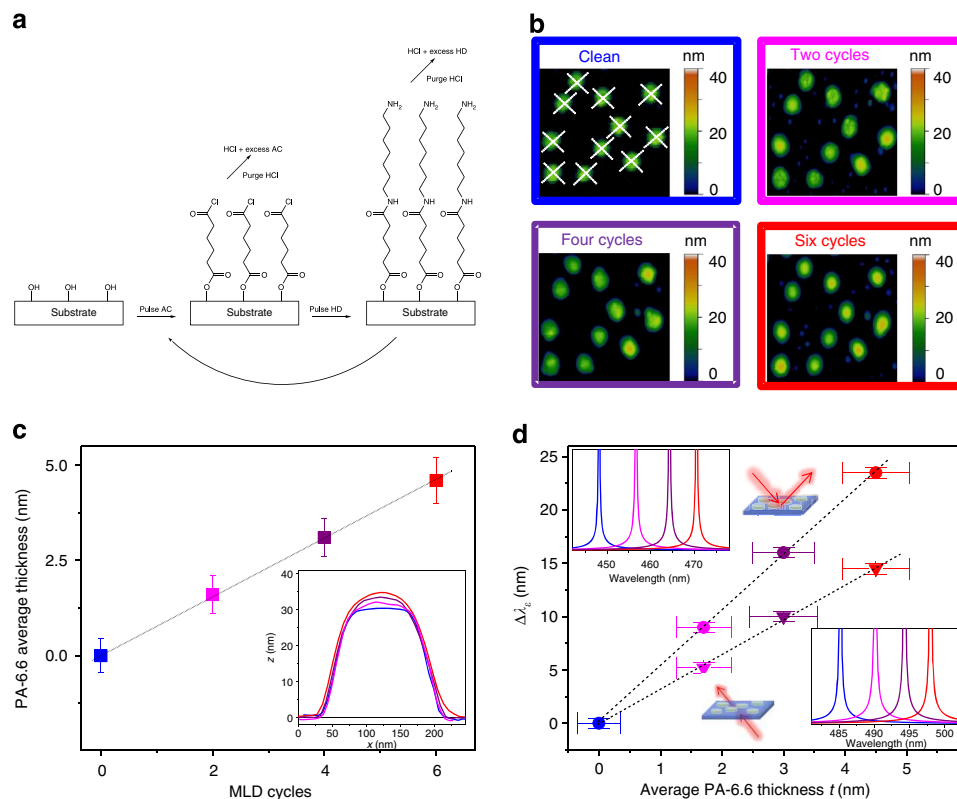 a
HCl + excess HD
Purge HCl
NH2 NH2 NH2
HCl + excess AC
Purge HCl
O Cl O Cl O Cl
O NH O NH O NH
O O O
O O O
OH OH OH
O O O
O O O
Substrate
Pulse AC
Substrate
Pulse HD
Substrate
b
Clean
nm
40
20
0
Two cycles
nm
40
20
0
Four cycles
nm
40
20
0
Six cycles
nm
40
20
0
c
PA-6.6 average thickness (nm)
5.0
2.5
0.0
0 2 4 6
MLD cycles
z (nm)
40
35
30
25
20
15
10
5
0
0 50 100 150 200
x (nm)
d
Δλε (nm)
25
20
15
10
5
0
0 1 2 3 4 5
Average PA-6.6 thickness t (nm)
450 460 470
Wavelength (nm)
485 490 495 500
Wavelength (nm)